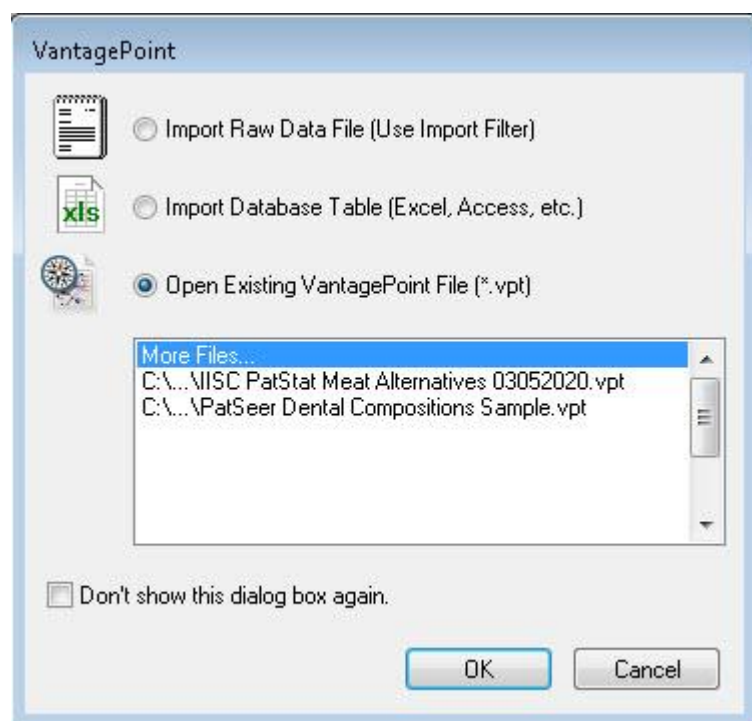 VantagePoint
Import Raw Data File (Use Import Filter)
xls
Import Database Table (Excel, Access, etc.)
Open Existing VantagePoint File (*.vpt)
More Files...
C:\...\IISC PatStat Meat Alternatives 03052020.vpt
C:\...\PatSeer Dental Compositions Sample.vpt
Don't show this dialog box again.
OK Cancel